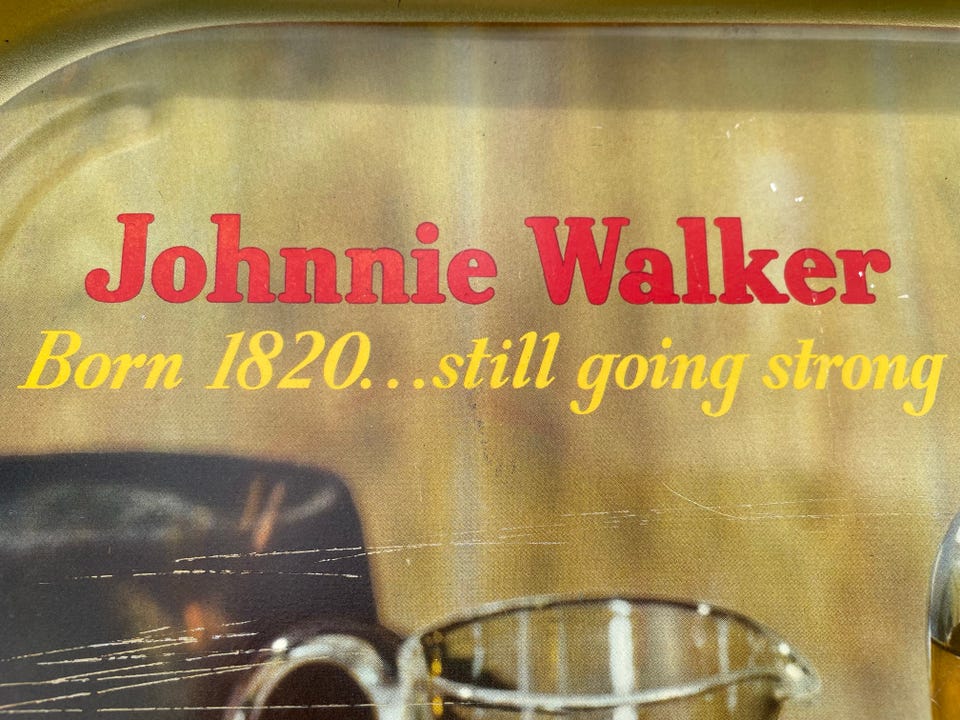 Johnnie Walker
Born 1820...still going strong